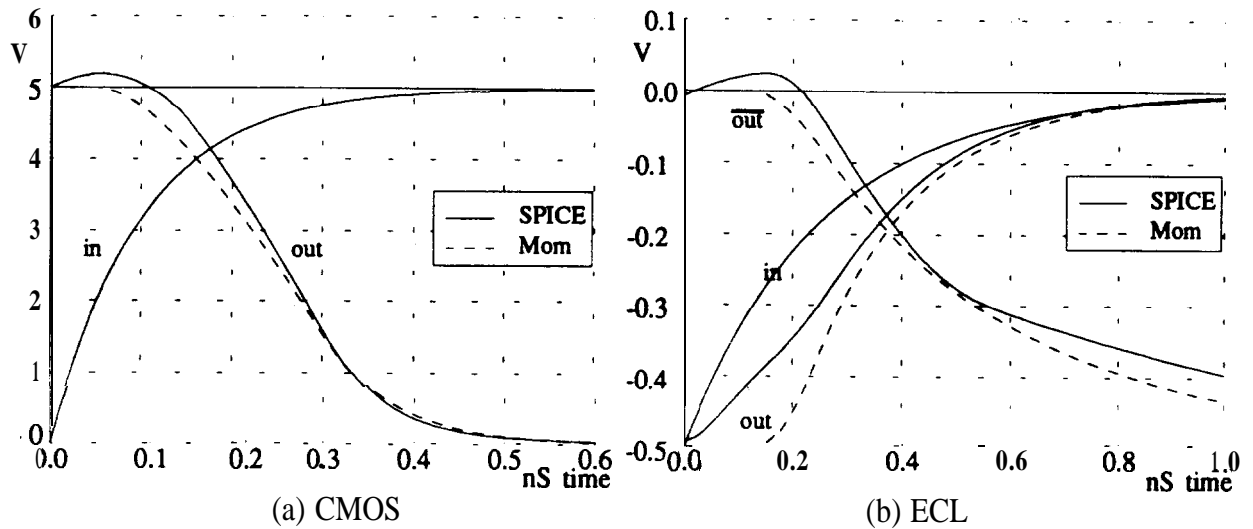 6
V
5
4
3
2
1
0
0.0 0.1 0.2 0.3 0.4 0.5 0.6
nS time
in
out
SPICE
Mom
(a) CMOS
0.1
V
0.0
-0.1
-0.2
-0.3
-0.4
-0.5
0.0 0.2 0.4 0.6 0.8 1.0
nS time
out
in
out
SPICE
Mom
(b) ECL